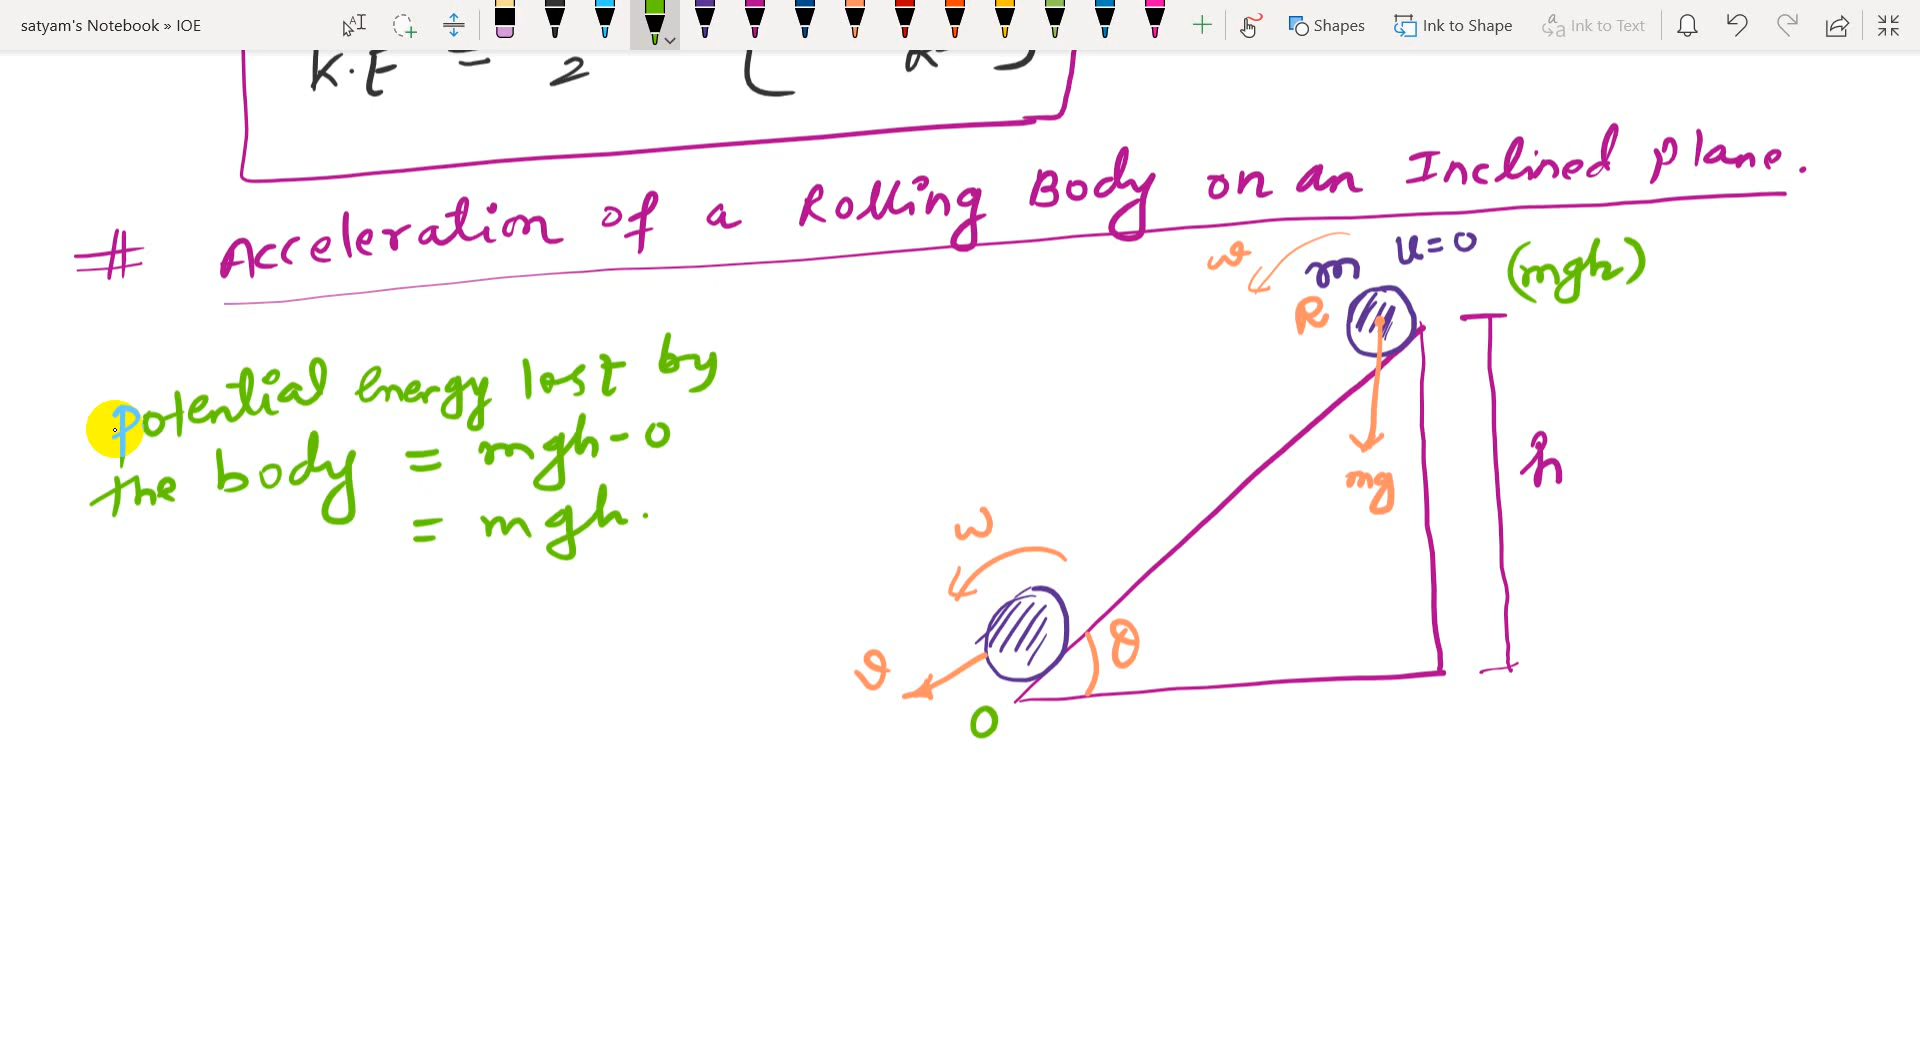 satyam's Notebook » IOE
Shapes
Ink to Shape
Ink to Text
K.E = 2
# Acceleration of a Rolling Body on an Inclined plane.
ω
m
u=0
(mgh)
R
Potential Energy lost by
the body = mgh-0
= mgh.
mg
h
ω
θ
v
0